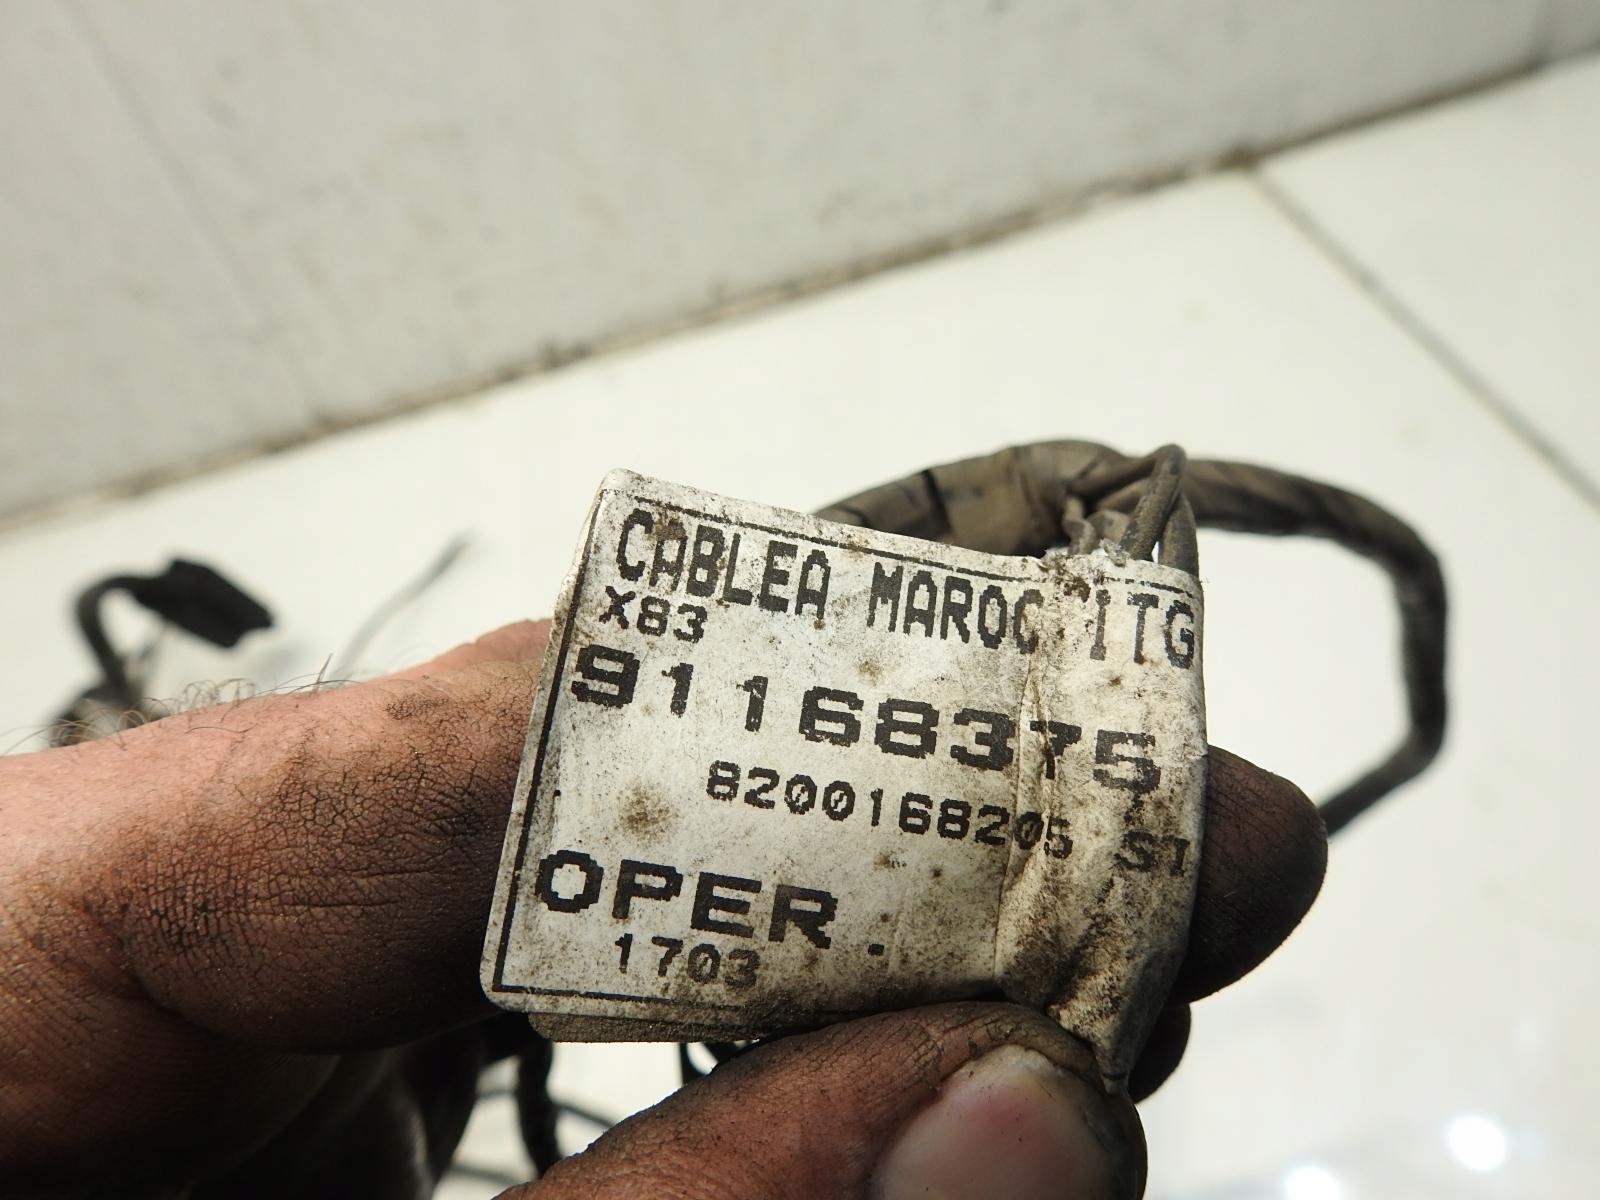 CABLEA MAROC ITG
X83
91168375
8200168205 ST
OPER.
1703